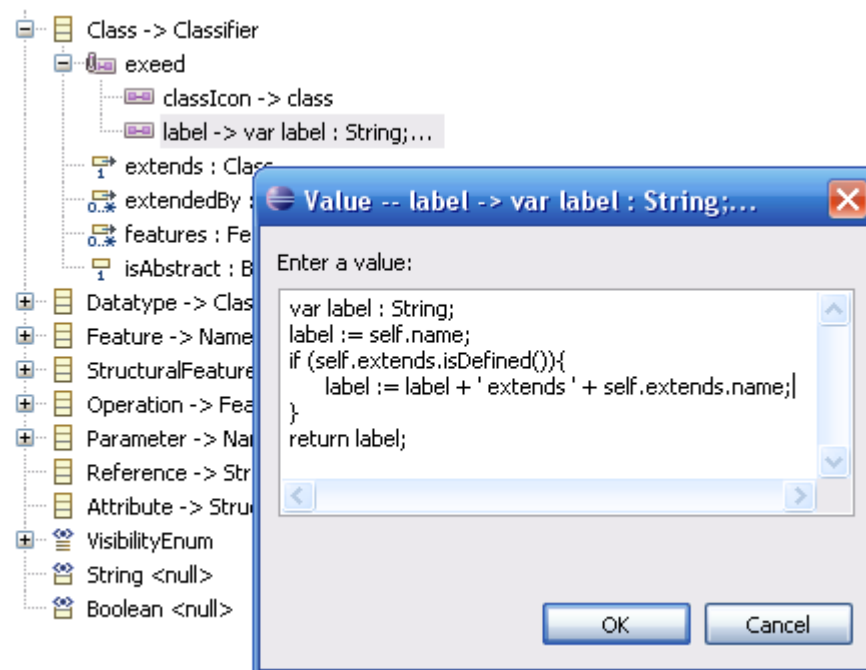 Class -> Classifier
exeed
classIcon -> class
label -> var label : String;...
extends : Class
0..* extendedBy :
0..* features : Fe
1 isAbstract : B
Datatype -> Clas
Feature -> Name
StructuralFeature
Operation -> Fea
Parameter -> Nar
Reference -> Str
Attribute -> Stru
VisibilityEnum
String <null>
Boolean <null>
Value -- label -> var label : String;...
Enter a value:
var label : String;
label := self.name;
if (self.extends.isDefined()){
label := label + ' extends ' + self.extends.name;
}
return label;
OK
Cancel